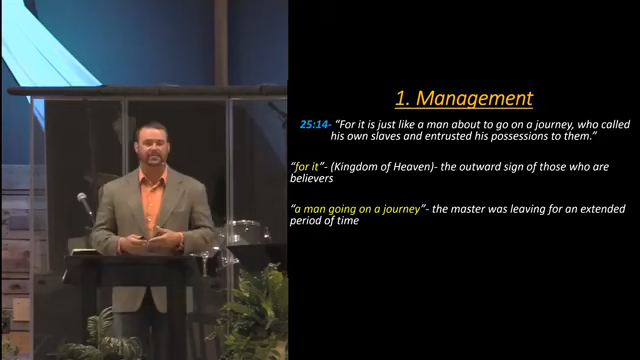 1. Management
25:14- “For it is just like a man about to go on a journey, who called
his own slaves and entrusted his possessions to them.”
“for it”- (Kingdom of Heaven)- the outward sign of those who are
believers
“a man going on a journey”- the master was leaving for an extended
period of time